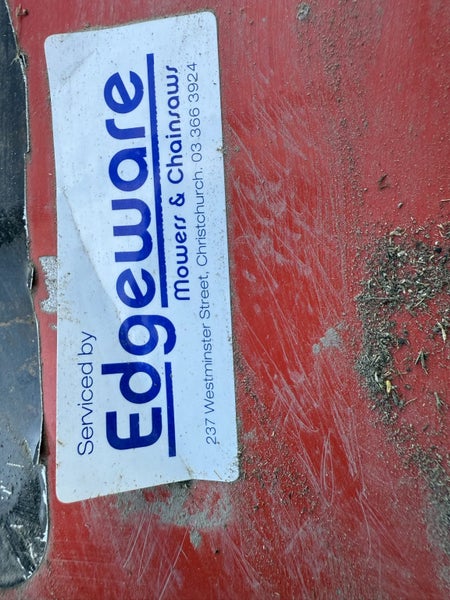 Serviced by
Edgeware
Mowers & Chainsaws
237 Westminster Street, Christchurch. 03 366 3924